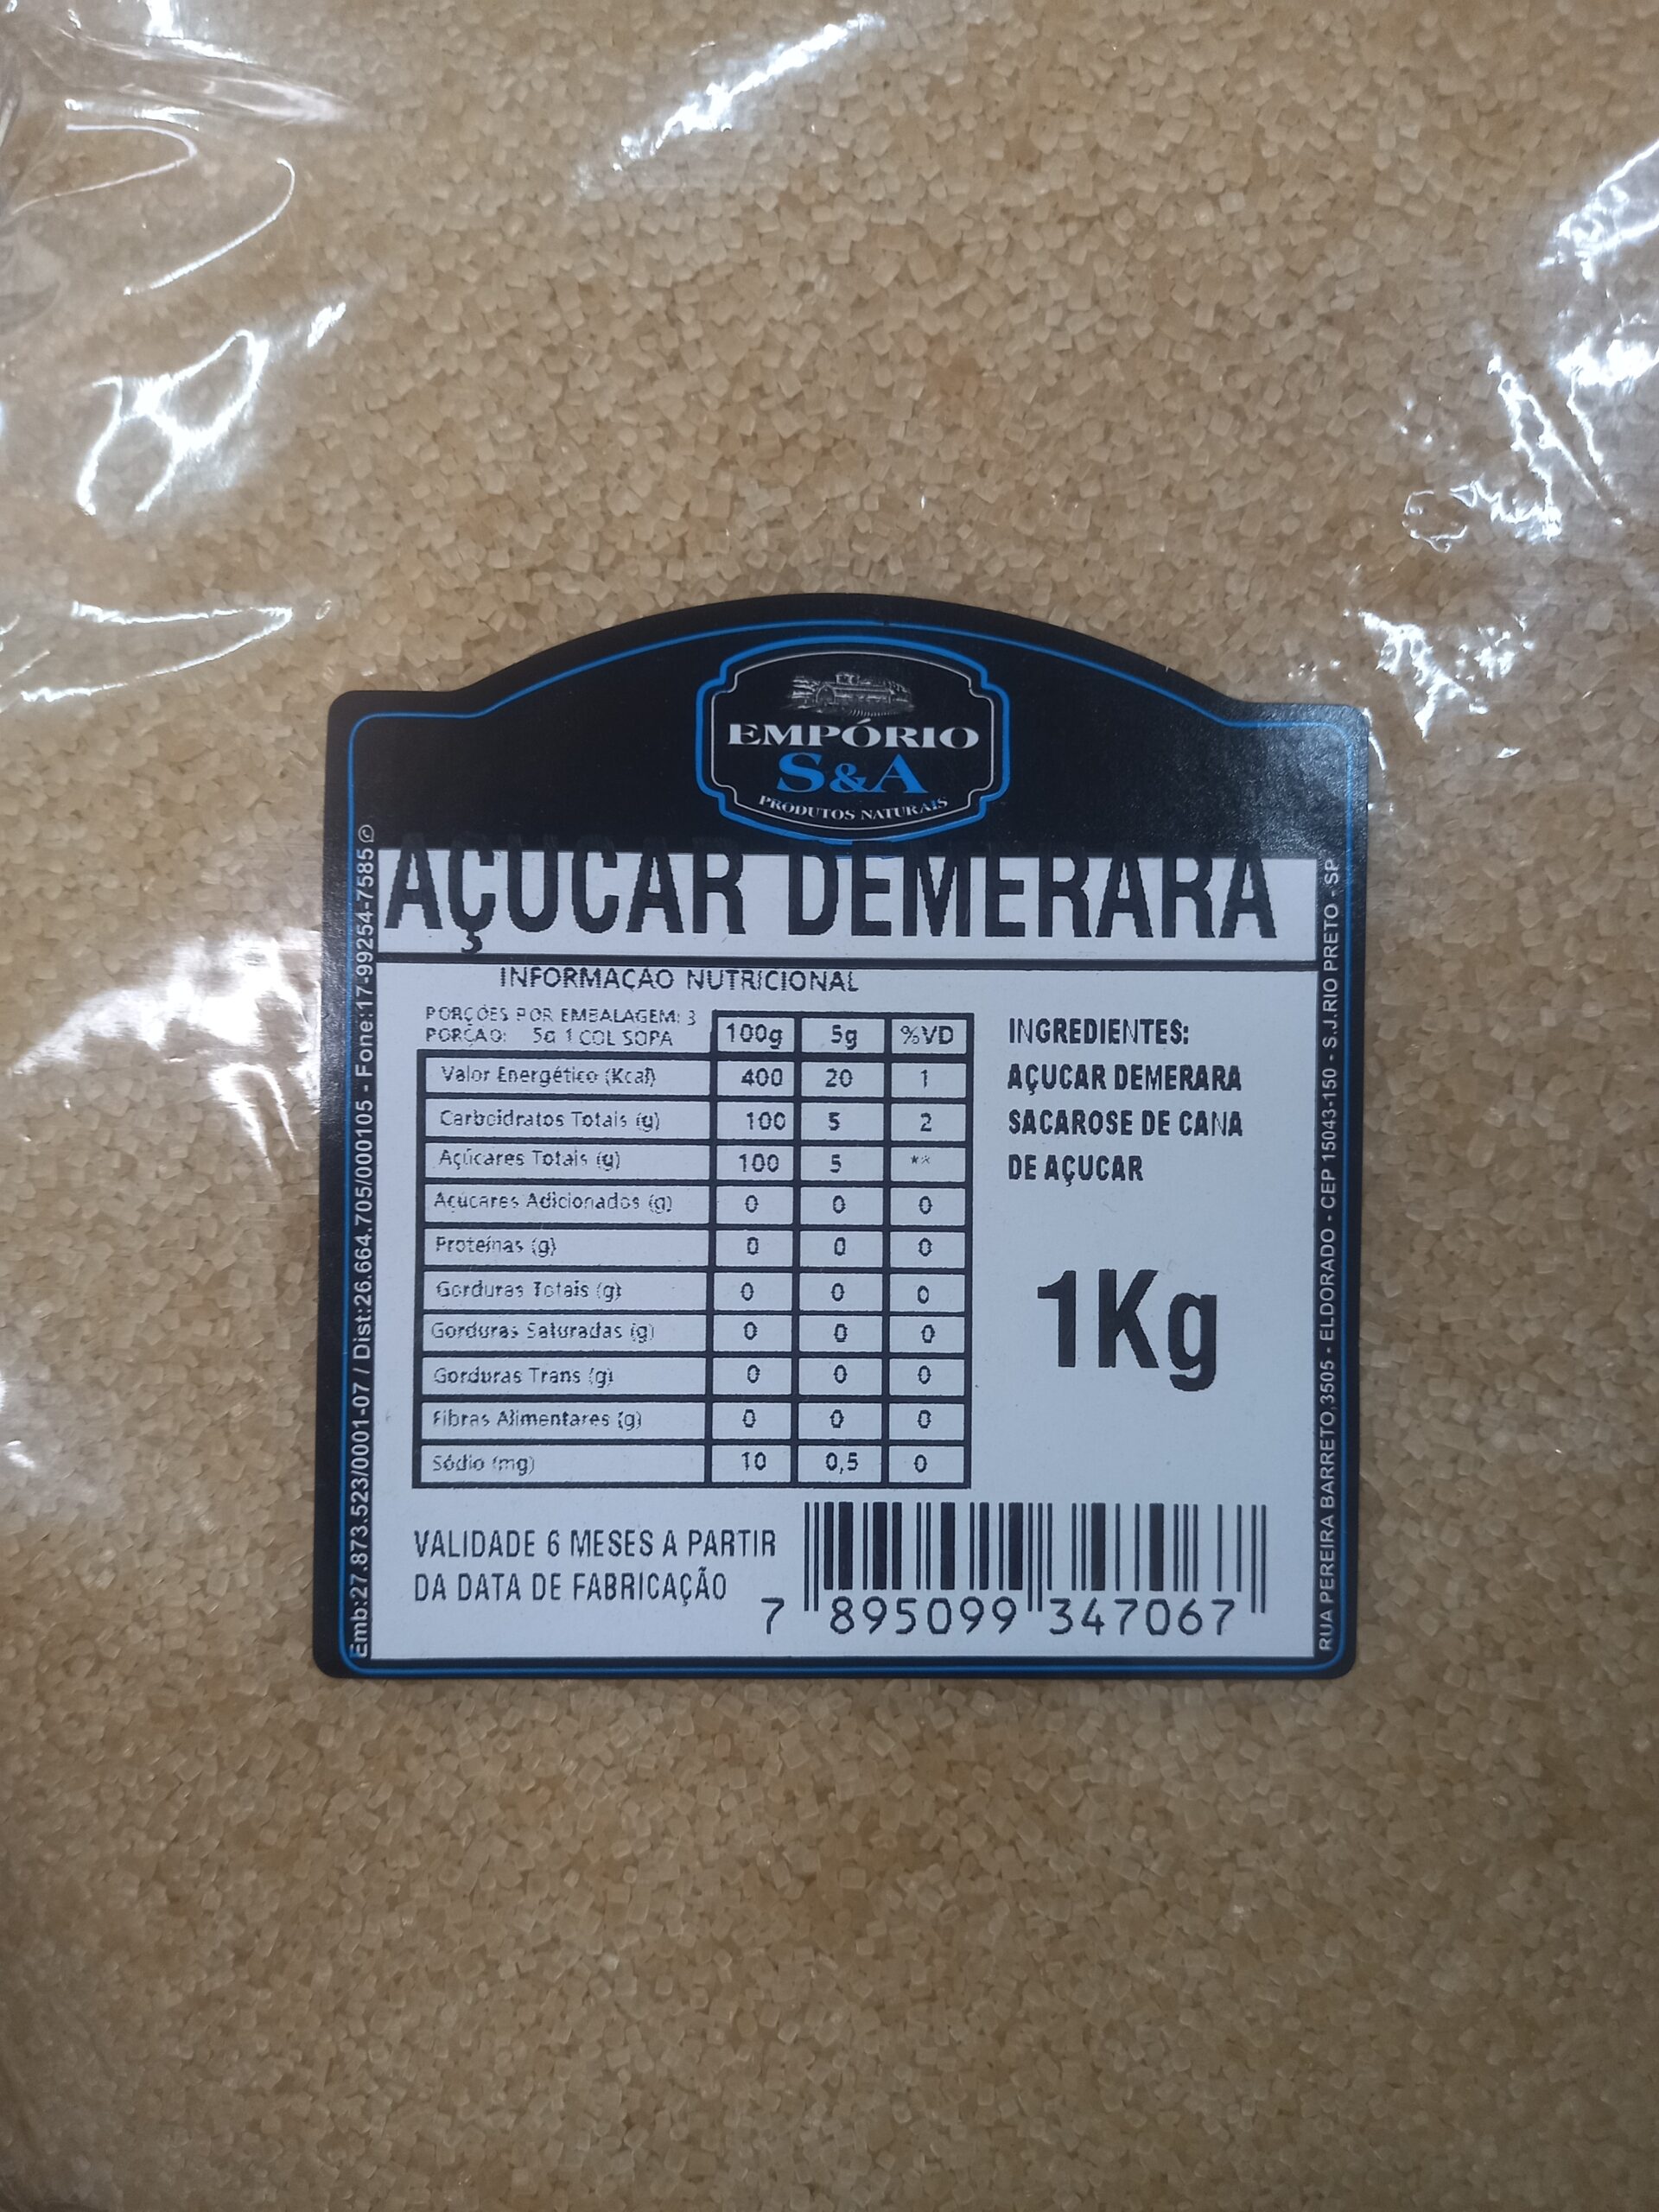 EMPÓRIO
S&A
PRODUTOS NATURAIS
AÇUCAR DEMERARA
INFORMAÇÃO NUTRICIONAL
PORÇÕES POR EMBALAGEM: 3
PORÇÃO: 5g 1 COL SOPA
100g 5g %VD
Valor Energético (Kcal) 400 20 1
Carboidratos Totais (g) 100 5 2
Açúcares Totais (g) 100 5 **
Açúcares Adicionados (g) 0 0 0
Proteínas (g) 0 0 0
Gorduras Totais (g) 0 0 0
Gorduras Saturadas (g) 0 0 0
Gorduras Trans (g) 0 0 0
Fibras Alimentares (g) 0 0 0
Sódio (mg) 10 0,5 0
INGREDIENTES:
AÇUCAR DEMERARA
SACAROSE DE CANA
DE AÇUCAR
1Kg
VALIDADE 6 MESES A PARTIR
DA DATA DE FABRICAÇÃO
7 895099 347067
Emb:27.873.523/0001-07 / Dist:26.664.705/000105 - Fone:17-99254-7585
RUA PEREIRA BARRETO,3505 - ELDORADO - CEP 15043-150 - S.J.RIO PRETO - SP